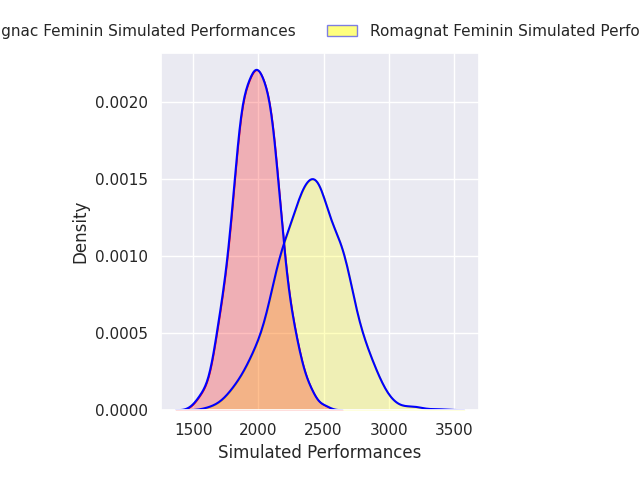 gnac Feminin Simulated Performances
Romagnat Feminin Simulated Perfo
0.0020
0.0015
0.0010
0.0005
0.0000
Density
1500 2000 2500 3000 3500
Simulated Performances